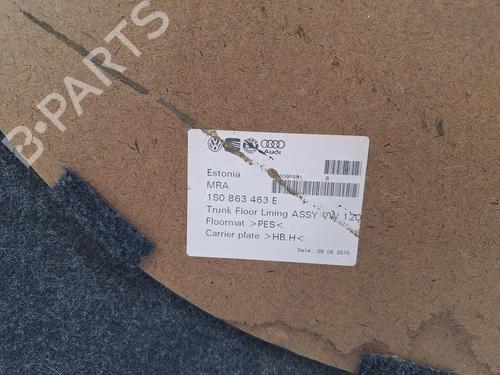 B-PARTS
Audi
Estonia
MRA
1S0 863 463 E
Trunk Floor Lining ASSY VW 120
Floormat >PES<
Carrier plate >HB.H<
Date: 09.06.2015